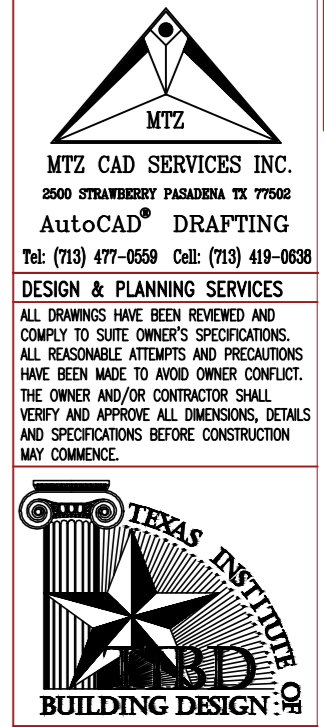 MTZ
MTZ CAD SERVICES INC.
2500 STRAWBERRY PASADENA TX 77502
AutoCAD® DRAFTING
Tel: (713) 477-0559 Cell: (713) 419-0638
DESIGN & PLANNING SERVICES
ALL DRAWINGS HAVE BEEN REVIEWED AND
COMPLY TO SUITE OWNER'S SPECIFICATIONS.
ALL REASONABLE ATTEMPTS AND PRECAUTIONS
HAVE BEEN MADE TO AVOID OWNER CONFLICT.
THE OWNER AND/OR CONTRACTOR SHALL
VERIFY AND APPROVE ALL DIMENSIONS, DETAILS
AND SPECIFICATIONS BEFORE CONSTRUCTION
MAY COMMENCE.
TEXAS INSTITUTE OF
TIBD
BUILDING DESIGN